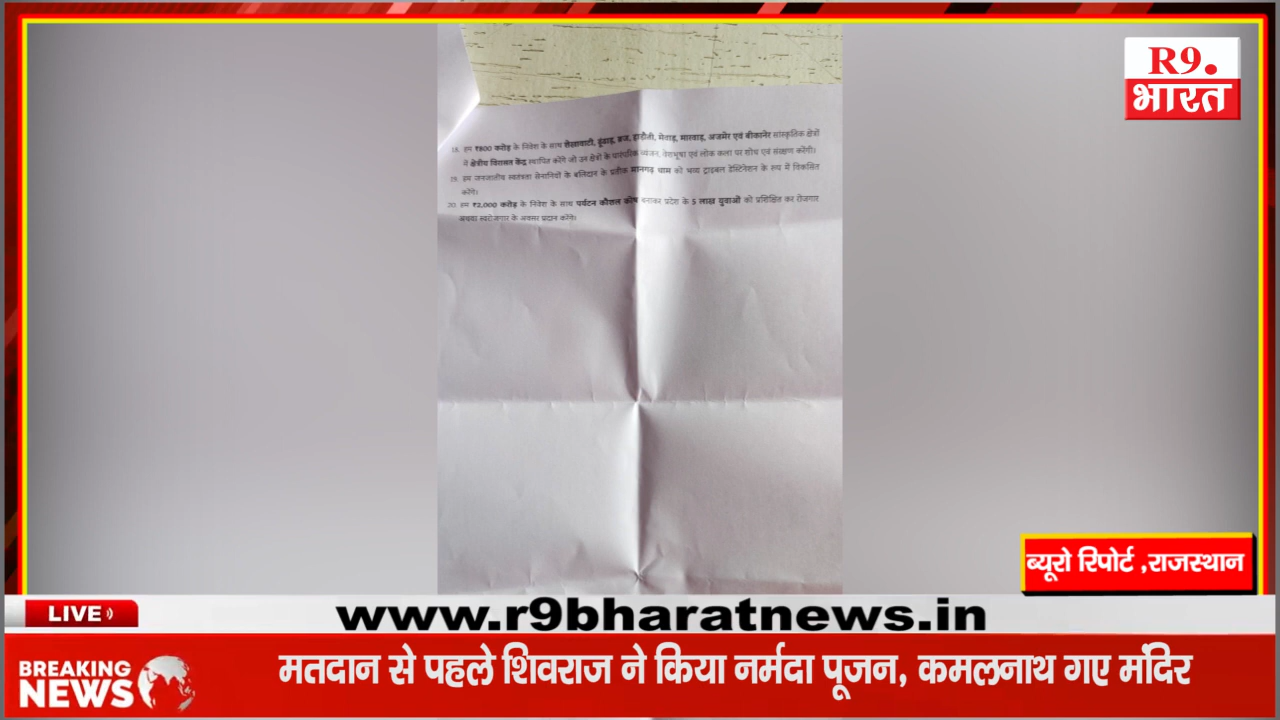 R9.
भारत
18. हम ₹800 करोड़ के निवेश के साथ शेखावाटी, ढूंढाड़, ब्रज, हाड़ौती, मेवाड़, मारवाड़, अजमेर एवं बीकानेर सांस्कृतिक क्षेत्रों
में क्षेत्रीय विरासत केंद्र स्थापित करेंगे जो उन क्षेत्रों के पारंपरिक व्यंजन, वेशभूषा एवं लोक कला पर शोध एवं संरक्षण करेंगी।
19. हम जनजातीय स्वतंत्रता सेनानियों के बलिदान के प्रतीक मानगढ़ धाम को भव्य ट्राइबल डेस्टिनेशन के रूप में विकसित
करेंगे।
20. हम ₹2,000 करोड़ के निवेश के साथ पर्यटन कौशल कोष बनाकर प्रदेश के 5 लाख युवाओं को प्रशिक्षित कर रोजगार
अथवा स्वरोजगार के अवसर प्रदान करेंगे।
ब्यूरो रिपोर्ट ,राजस्थान
LIVE
www.r9bharatnews.in
BREAKING
NEWS
मतदान से पहले शिवराज ने किया नर्मदा पूजन, कमलनाथ गए मंदिर